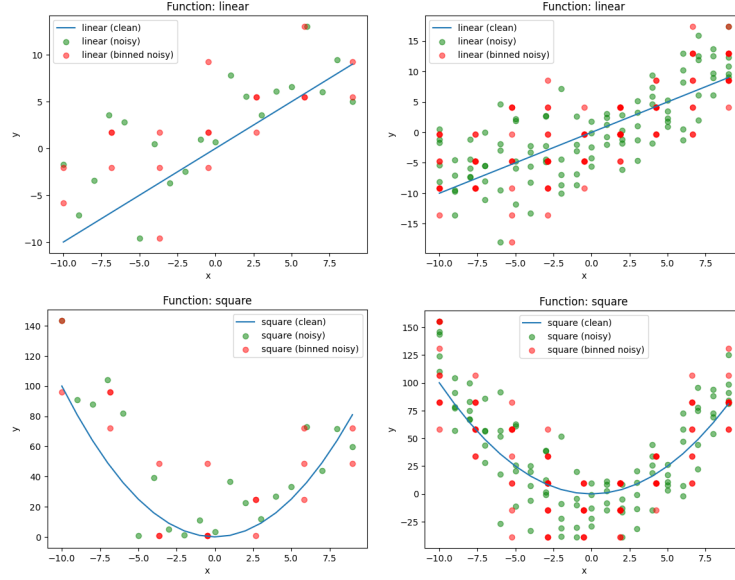 Function: linear
linear (clean)
linear (noisy)
linear (binned noisy)
y
10
5
0
−5
−10
−10.0
−7.5
−5.0
−2.5
0.0
2.5
5.0
7.5
x
Function: linear
linear (clean)
linear (noisy)
linear (binned noisy)
y
15
10
5
0
−5
−10
−15
−10.0
−7.5
−5.0
−2.5
0.0
2.5
5.0
7.5
x
Function: square
square (clean)
square (noisy)
square (binned noisy)
y
140
120
100
80
60
40
20
0
−10.0
−7.5
−5.0
−2.5
0.0
2.5
5.0
7.5
x
Function: square
square (clean)
square (noisy)
square (binned noisy)
y
150
125
100
75
50
25
0
−25
−10.0
−7.5
−5.0
−2.5
0.0
2.5
5.0
7.5
x